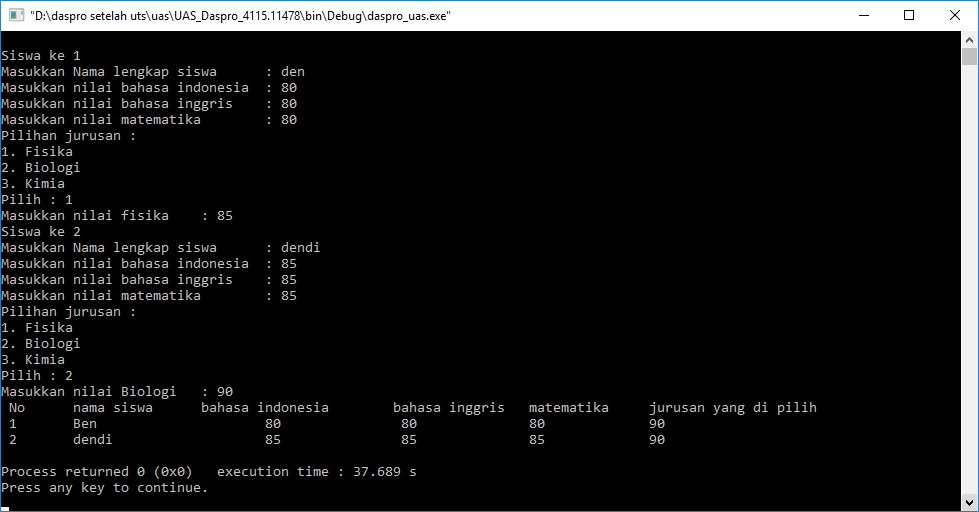 "D:\daspro setelah uts\uas\UAS_Daspro_4115.11478\bin\Debug\daspro_uas.exe"
Siswa ke 1
Masukkan Nama lengkap siswa      : den
Masukkan nilai bahasa indonesia  : 80
Masukkan nilai bahasa inggris    : 80
Masukkan nilai matematika        : 80
Pilihan jurusan :
1. Fisika
2. Biologi
3. Kimia
Pilih : 1
Masukkan nilai fisika    : 85
Siswa ke 2
Masukkan Nama lengkap siswa      : dendi
Masukkan nilai bahasa indonesia  : 85
Masukkan nilai bahasa inggris    : 85
Masukkan nilai matematika        : 85
Pilihan jurusan :
1. Fisika
2. Biologi
3. Kimia
Pilih : 2
Masukkan nilai Biologi   : 90
No      nama siswa      bahasa indonesia        bahasa inggris   matematika     jurusan yang di pilih
1       Ben                     80               80              80             90
2       dendi                   85               85              85             90
Process returned 0 (0x0)   execution time : 37.689 s
Press any key to continue.